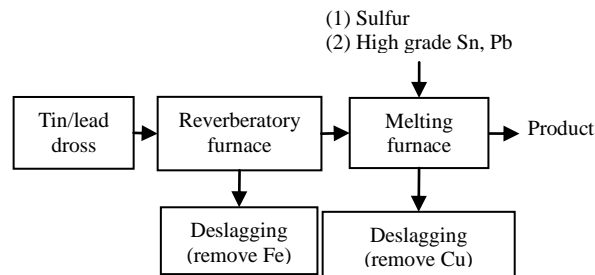 (1) Sulfur
(2) High grade Sn, Pb
Tin/lead
dross
Reverberatory
furnace
Melting
furnace
Product
Deslagging
(remove Fe)
Deslagging
(remove Cu)